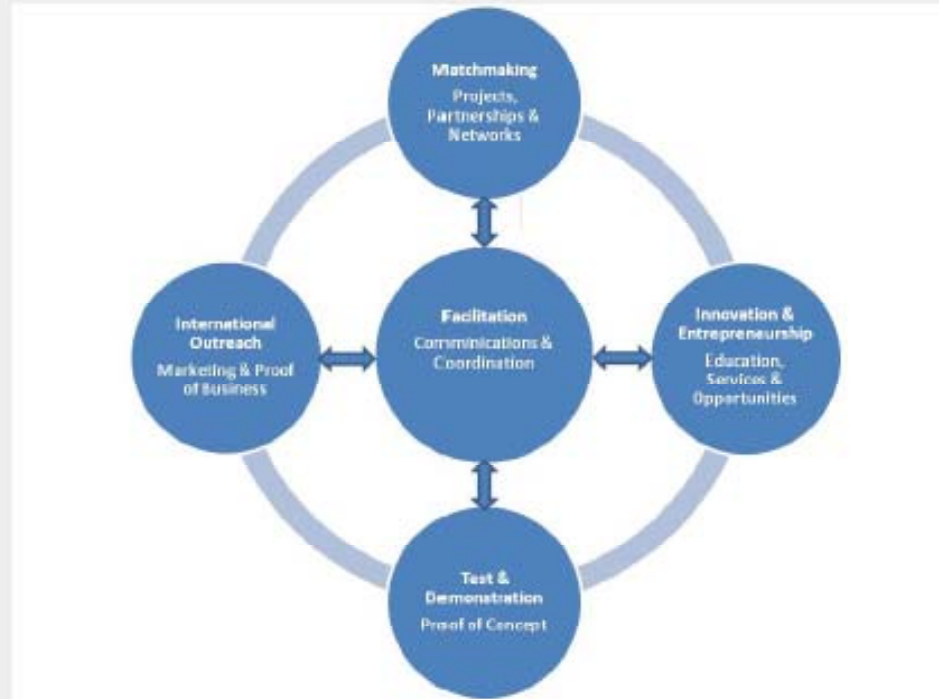 Matchmaking
Projects,
Partnerships &
Networks
International
Outreach
Marketing & Proof
of Business
Facilitation
Communications &
Coordination
Innovation &
Entrepreneurship
Education,
Services &
Opportunities
Test &
Demonstration
Proof of Concept